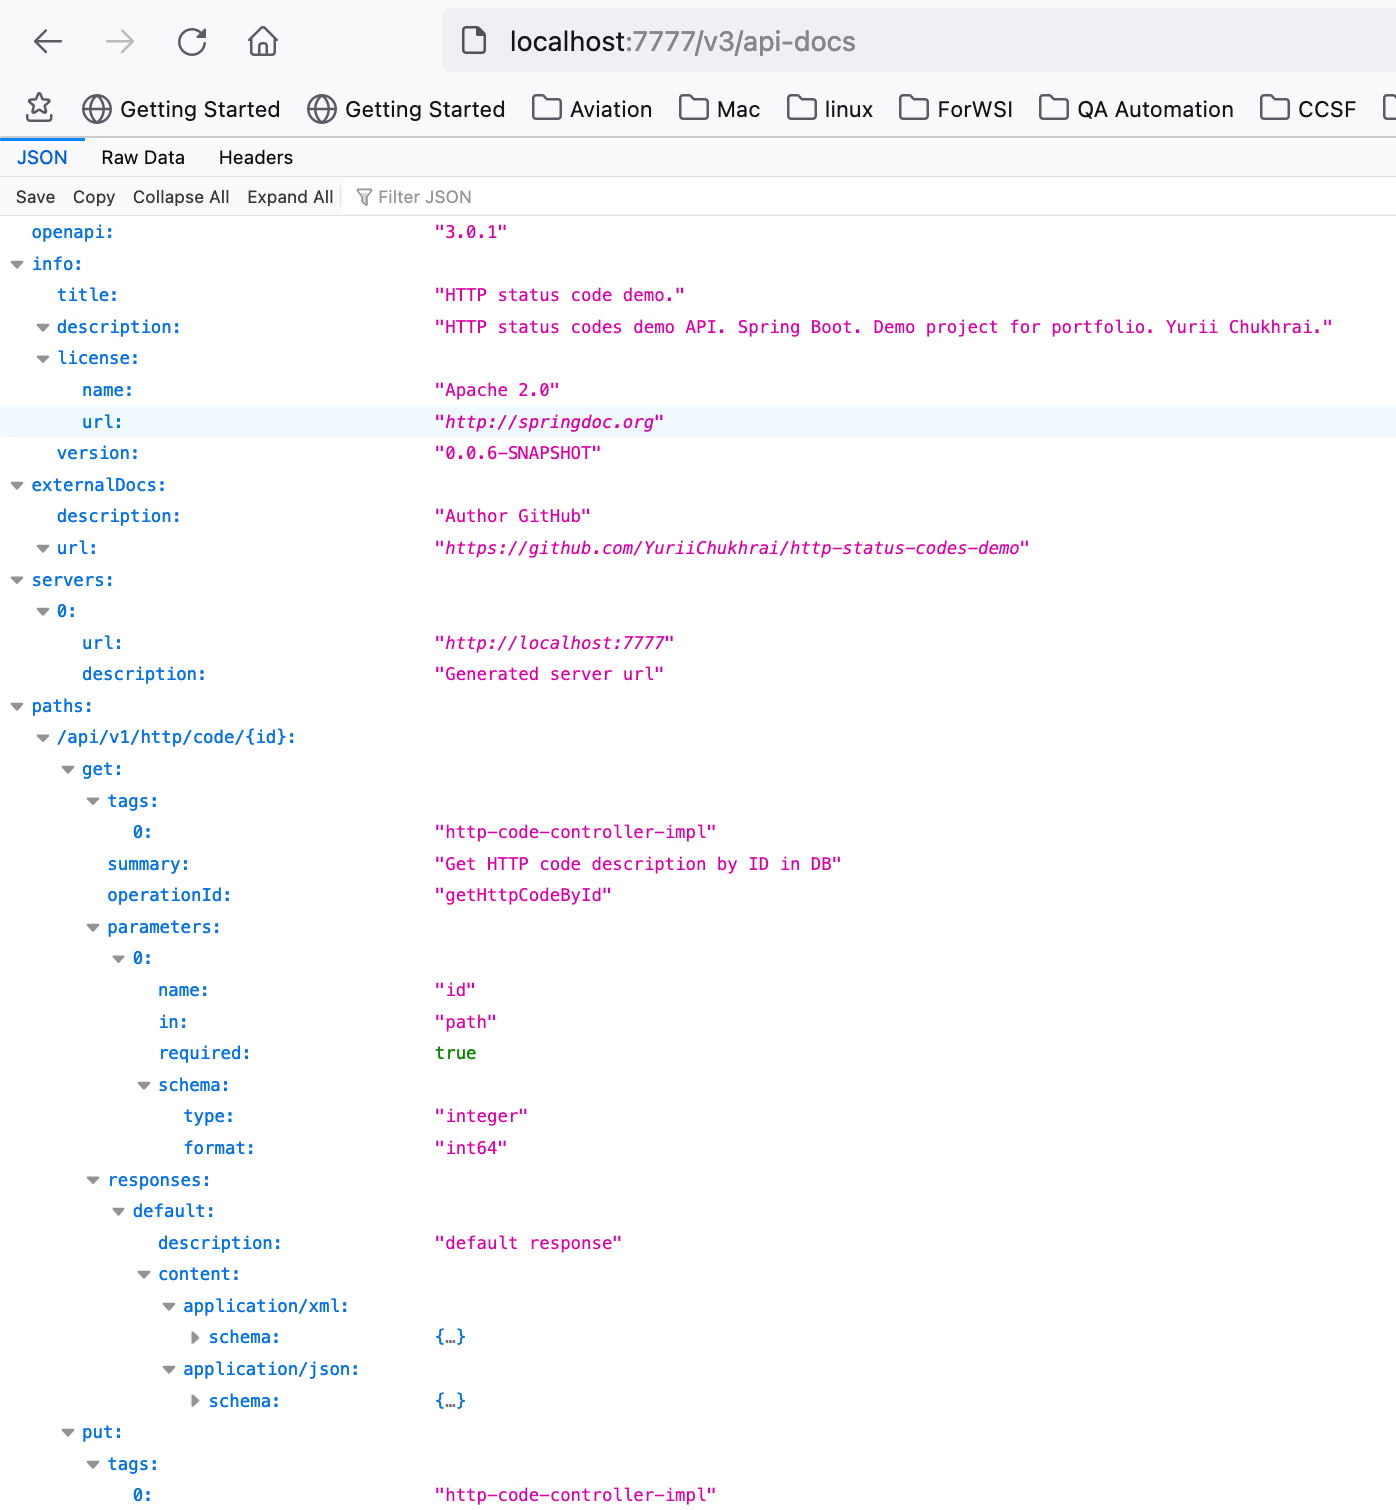 localhost:7777/v3/api-docs
Getting Started Getting Started Aviation Mac linux ForWSI QA Automation CCSF
JSON Raw Data Headers
Save Copy Collapse All Expand All Filter JSON
openapi: "3.0.1"
info:
title: "HTTP status code demo."
description: "HTTP status codes demo API. Spring Boot. Demo project for portfolio. Yurii Chukhrai."
license:
name: "Apache 2.0"
url: "http://springdoc.org"
version: "0.0.6-SNAPSHOT"
externalDocs:
description: "Author GitHub"
url: "https://github.com/YuriiChukhrai/http-status-codes-demo"
servers:
0:
url: "http://localhost:7777"
description: "Generated server url"
paths:
/api/v1/http/code/{id}:
get:
tags:
0: "http-code-controller-impl"
summary: "Get HTTP code description by ID in DB"
operationId: "getHttpCodeById"
parameters:
0:
name: "id"
in: "path"
required: true
schema:
type: "integer"
format: "int64"
responses:
default:
description: "default response"
content:
application/xml:
schema: {…}
application/json:
schema: {…}
put:
tags:
0: "http-code-controller-impl"